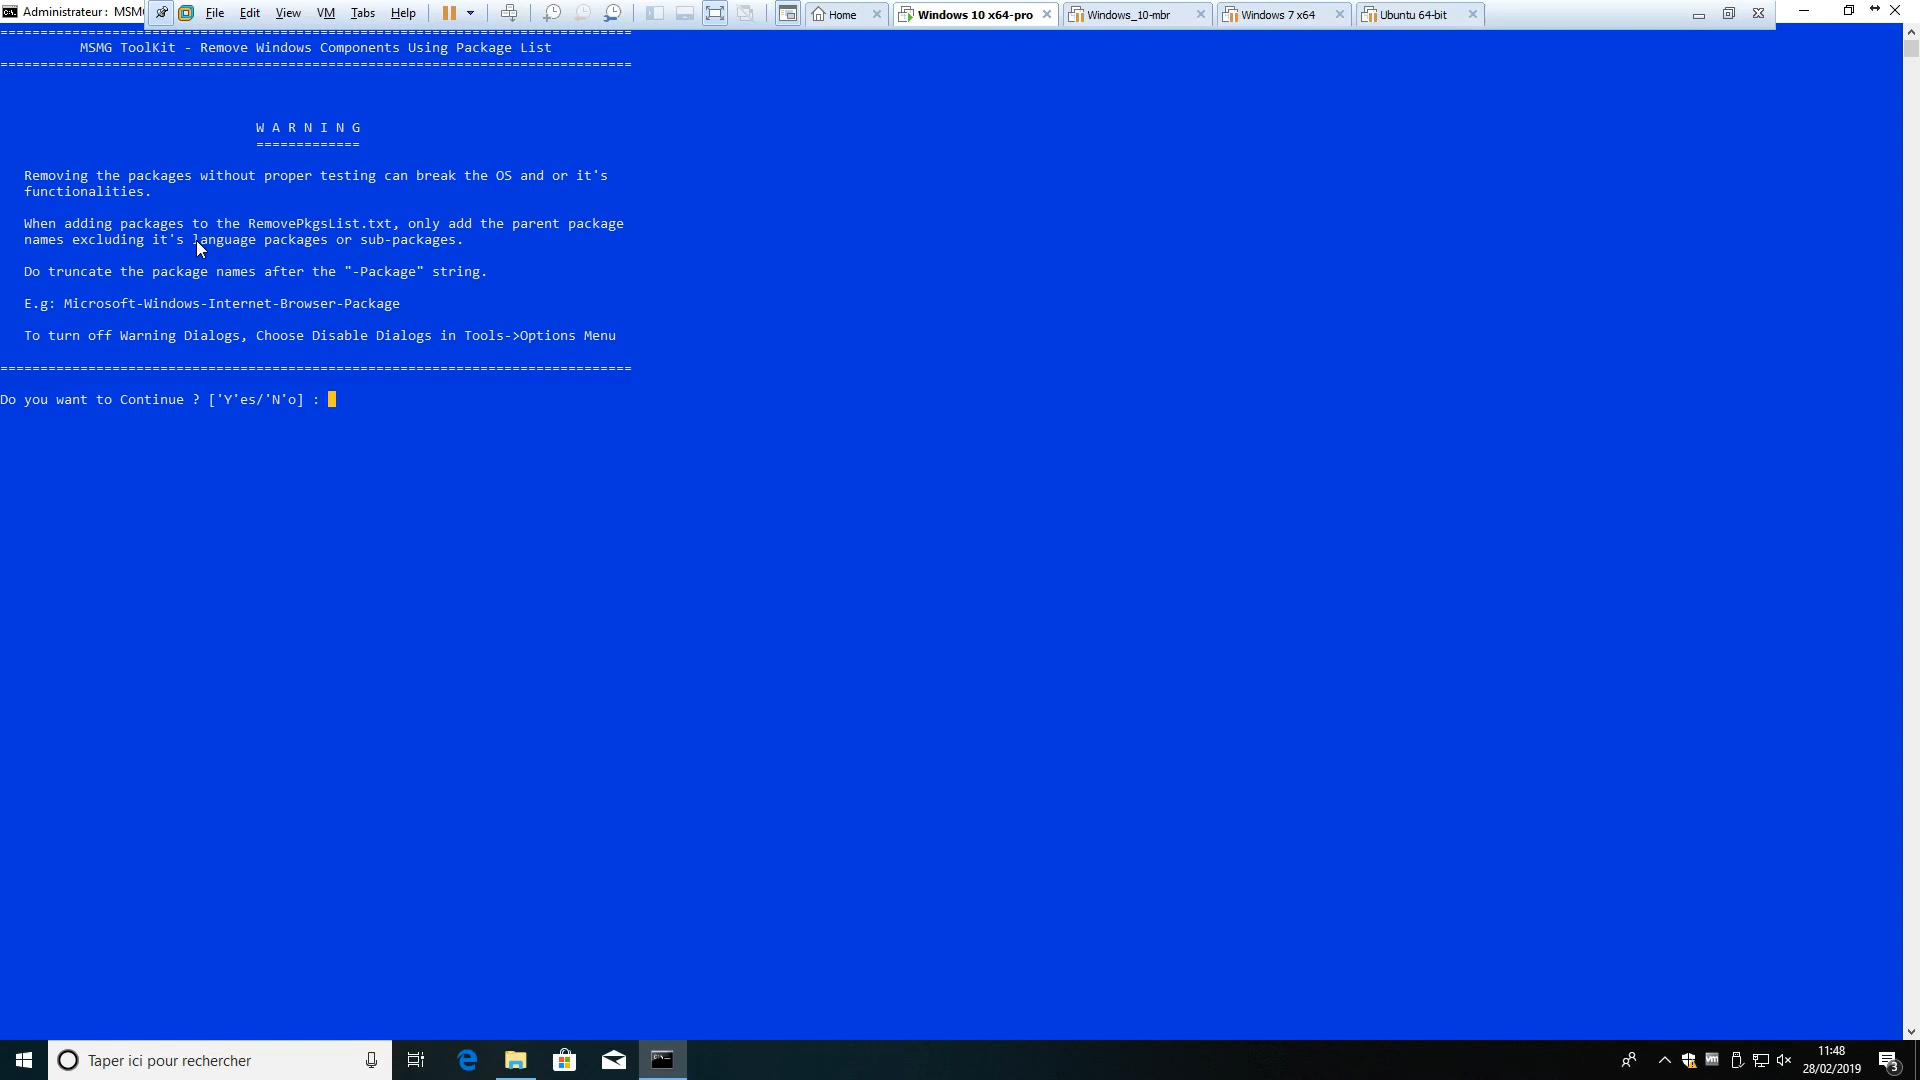 Administrateur: MSM
File Edit View VM Tabs Help
Home
Windows 10 x64-pro
Windows_10-mbr
Windows 7 x64
Ubuntu 64-bit
===============================================================================
MSMG ToolKit - Remove Windows Components Using Package List
===============================================================================
W A R N I N G
=============
Removing the packages without proper testing can break the OS and or it's
functionalities.
When adding packages to the RemovePkgsList.txt, only add the parent package
names excluding it's language packages or sub-packages.
Do truncate the package names after the "-Package" string.
E.g: Microsoft-Windows-Internet-Browser-Package
To turn off Warning Dialogs, Choose Disable Dialogs in Tools->Options Menu
===============================================================================
Do you want to Continue ? ['Y'es/'N'o] :
Taper ici pour rechercher
vm
11:48
28/02/2019
3